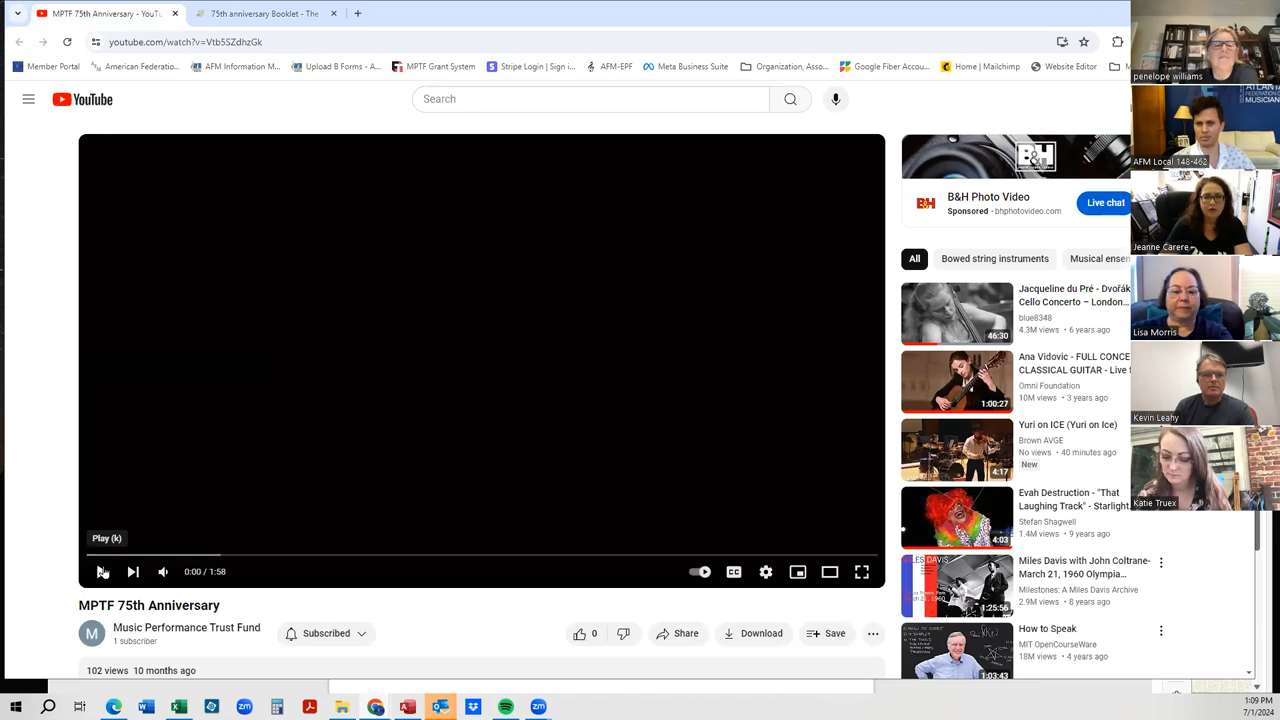 MPTF 75th Anniversary - YouTu
75th anniversary Booklet - The
youtube.com/watch?v=Vtb5SZdhzGk
Member Portal
American Federatio...
AFM Information M...
Upload B Forms - A...
MPTF Grant
Login | Sign i
Meta Business Suite
Organization, Asso...
Google Fiber Accou...
Home | Mailchimp
Website Editor
YouTube
Search
B&H
B&H Photo Video
Sponsored · bhphotovideo.com
Live chat
All
Bowed string instruments
Musical ensem
Jacqueline du Pré - Dvořák
Cello Concerto – London...
blue8348
4.3M views • 6 years ago
46:30
Ana Vidovic - FULL CONCE
CLASSICAL GUITAR - Live f
Omni Foundation
10M views • 3 years ago
1:00:27
Yuri on ICE (Yuri on Ice)
Brown AVGE
No views • 40 minutes ago
New
4:17
Evah Destruction - "That
Laughing Track" - Starlight
Stefan Shagwell
1.4M views • 9 years ago
4:03
Miles Davis with John Coltrane-
March 21, 1960 Olympia...
Milestones: A Miles Davis Archive
2.9M views • 8 years ago
1:25:56
How to Speak
MIT OpenCourseWare
18M views • 4 years ago
1:03:43
Play (k)
0:00 / 15:38
MPTF 75th Anniversary
M
Music Performance Trust Fund
1 subscriber
Subscribed
0
Share
Download
Save
102 views 10 months ago
penelope williams
ATLANTA
FEDERATION OF
MUSICIANS
AFM Local 148-462
Jeanne Carere
Lisa Morris
Kevin Leahy
Katie Truex
1:09 PM
7/1/2024